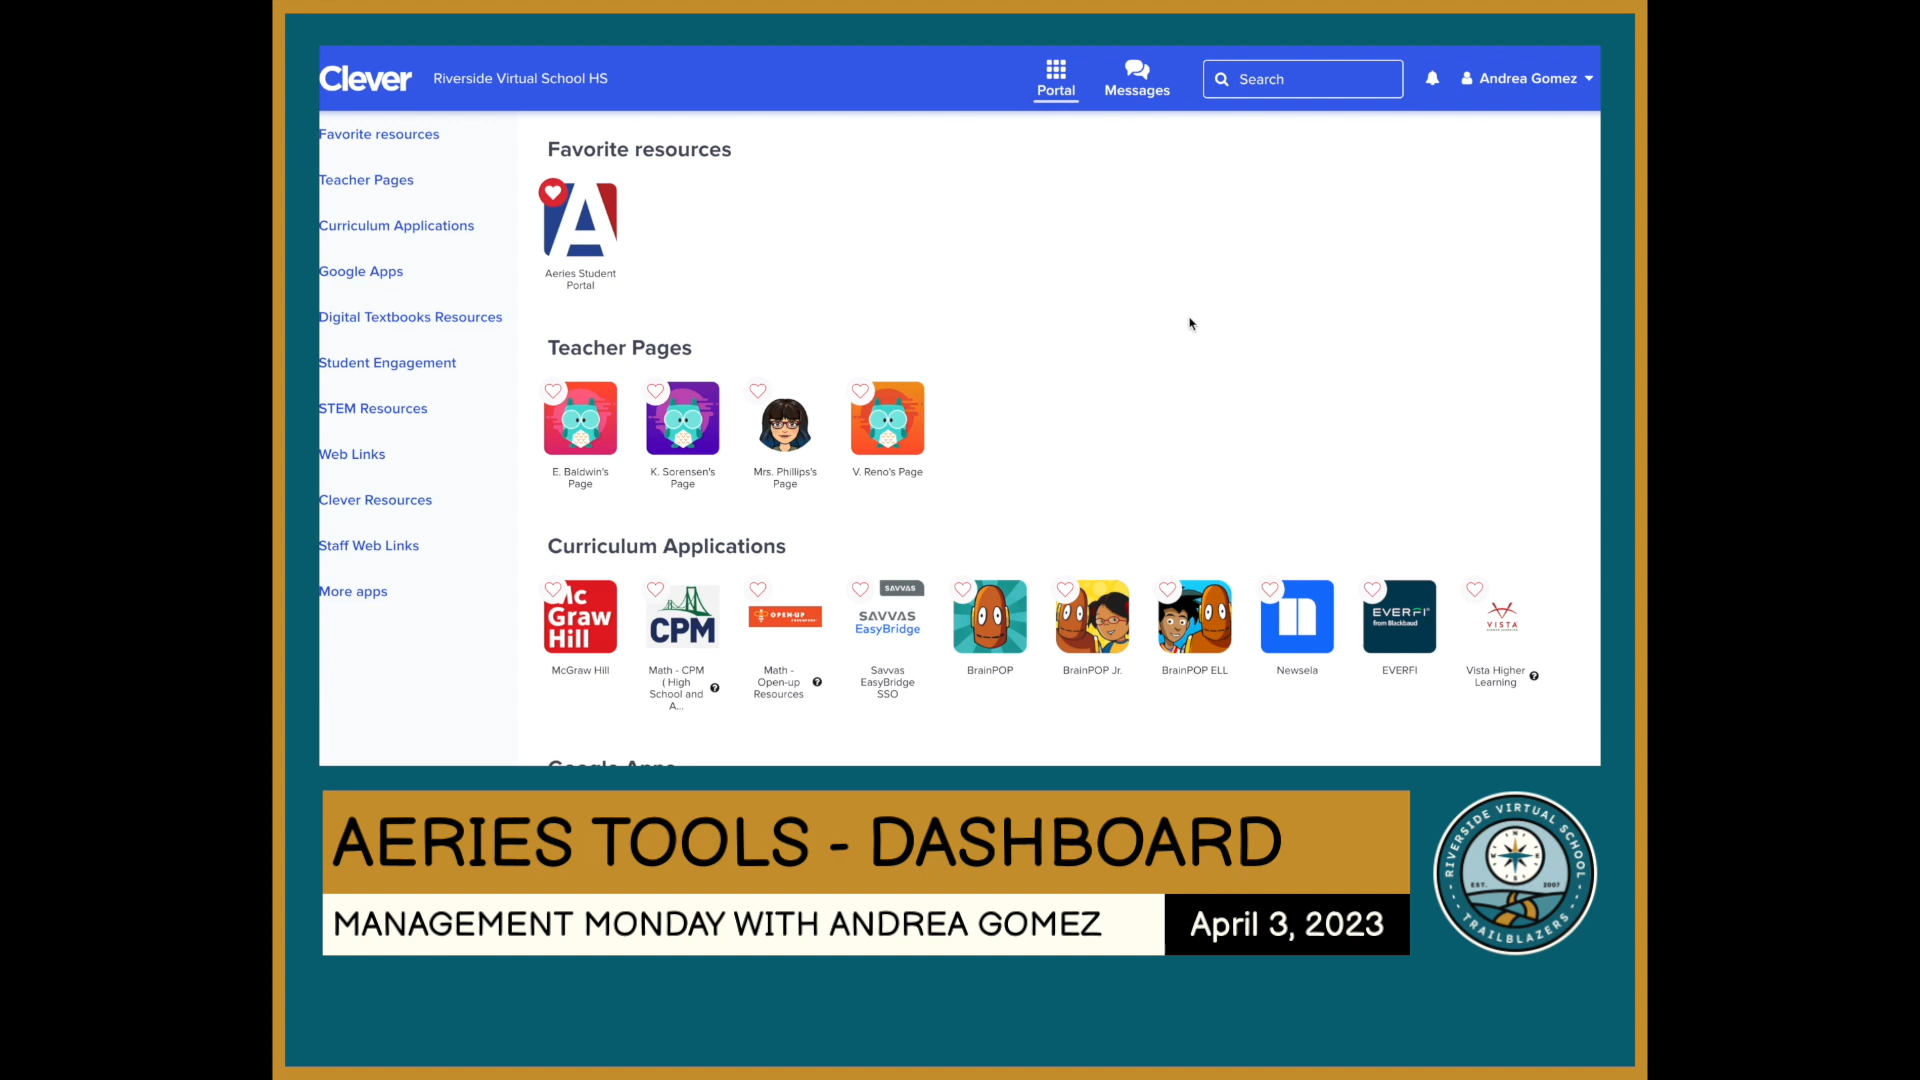 Clever
Riverside Virtual School HS
Portal
Messages
Search
Andrea Gomez
Favorite resources
Teacher Pages
Curriculum Applications
Google Apps
Digital Textbooks Resources
Student Engagement
STEM Resources
Web Links
Clever Resources
Staff Web Links
More apps
Favorite resources
Aeries Student
Portal
Teacher Pages
E. Baldwin's
Page
K. Sorensen's
Page
Mrs. Phillips's
Page
V. Reno's Page
Curriculum Applications
Mc
Graw
Hill
McGraw Hill
CPM
Math - CPM
( High
School and
A...
OPEN-UP
Math -
Open-up
Resources
SAVVAS
SAVVAS
EasyBridge
Savvas
EasyBridge
SSO
BrainPOP
BrainPOP Jr.
BrainPOP ELL
Newsela
EVERFI
from Blackbaud
EVERFI
VISTA
Vista Higher
Learning
Google Apps
AERIES TOOLS - DASHBOARD
MANAGEMENT MONDAY WITH ANDREA GOMEZ
April 3, 2023
RIVERSIDE VIRTUAL SCHOOL
N
W E
S
EST. 2007
TRAILBLAZERS